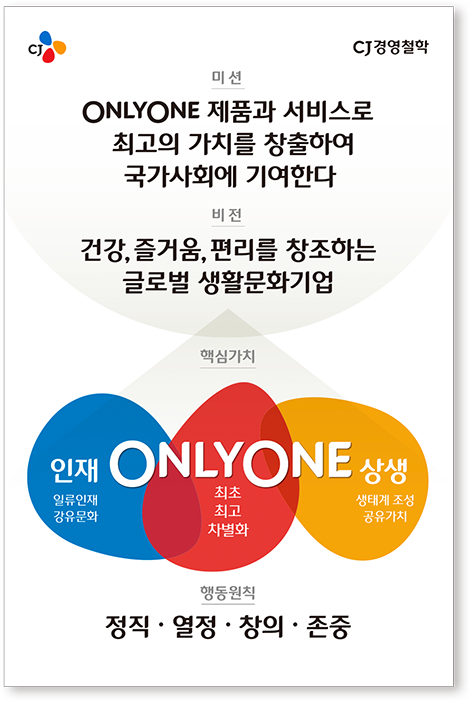 CJ
CJ경영철학
미션
ONLYONE 제품과 서비스로
최고의 가치를 창출하여
국가사회에 기여한다
비전
건강, 즐거움, 편리를 창조하는
글로벌 생활문화기업
핵심가치
인재 ONLYONE 상생
일류인재
강유문화
최초
최고
차별화
생태계 조성
공유가치
행동원칙
정직 · 열정 · 창의 · 존중